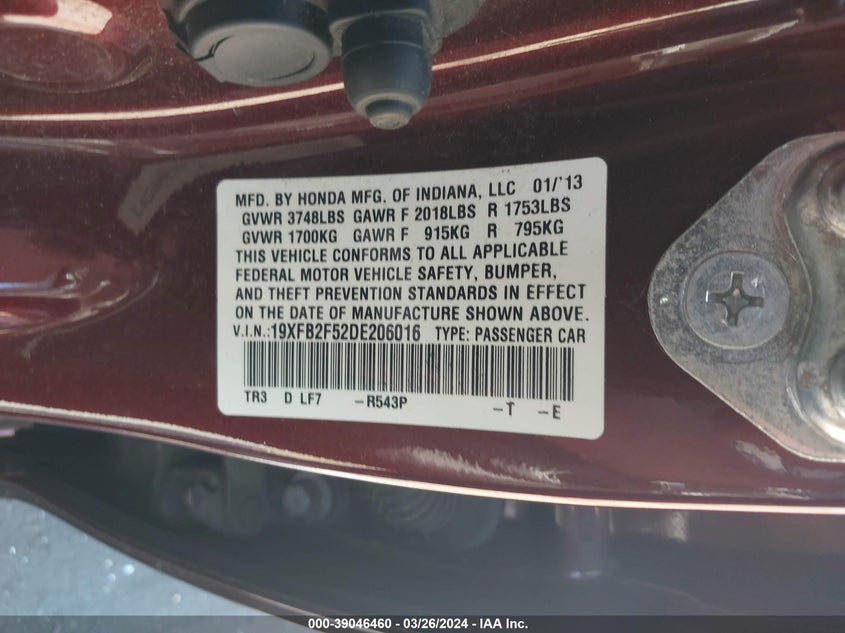 MFD. BY HONDA MFG. OF INDIANA, LLC 01/'13
GVWR 3748LBS GAWR F 2018LBS R 1753LBS
GVWR 1700KG GAWR F 915KG R 795KG
THIS VEHICLE CONFORMS TO ALL APPLICABLE
FEDERAL MOTOR VEHICLE SAFETY, BUMPER,
AND THEFT PREVENTION STANDARDS IN EFFECT
ON THE DATE OF MANUFACTURE SHOWN ABOVE.
V.I.N.:19XFB2F52DE206016 TYPE: PASSENGER CAR
TR3 D LF7 -R543P -T -E
000-39046460 - 03/26/2024 - IAA Inc.